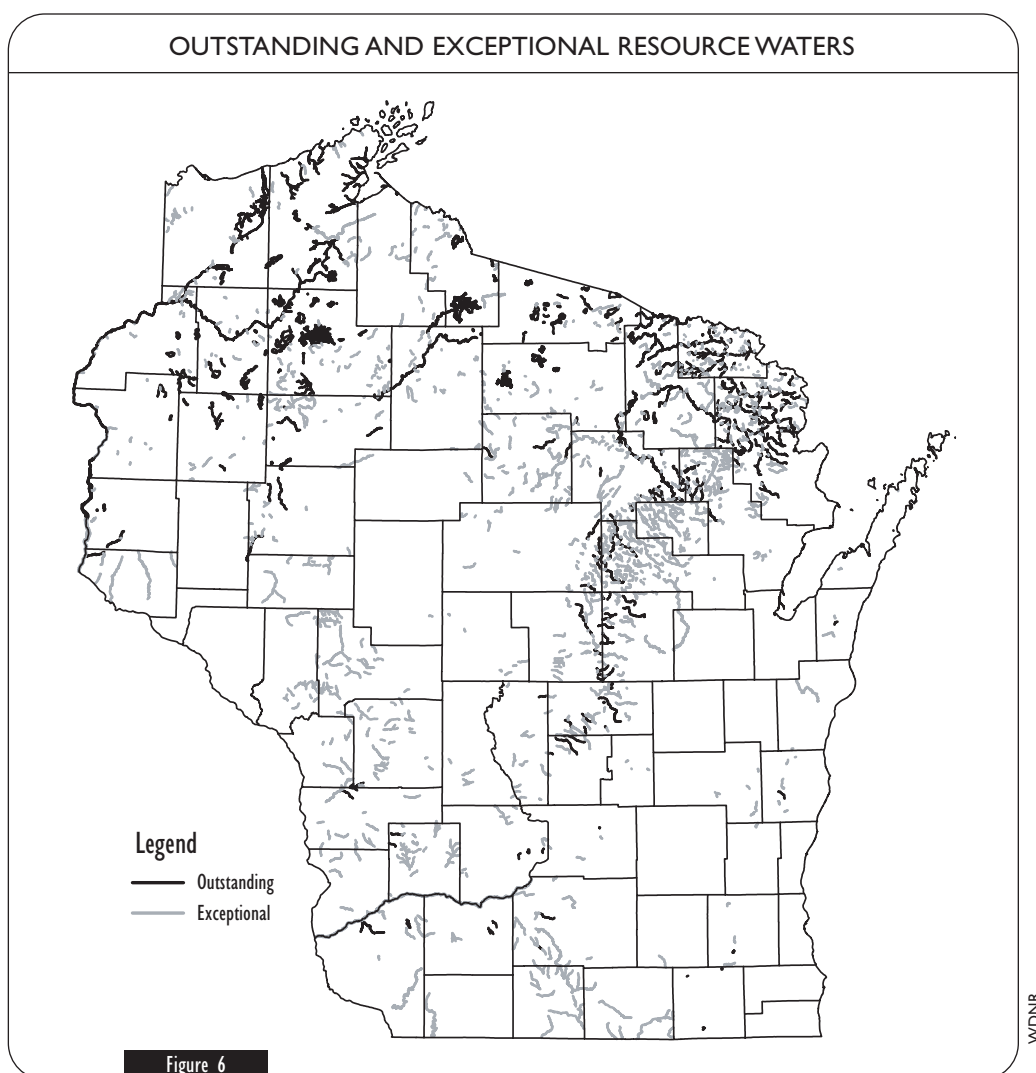 OUTSTANDING AND EXCEPTIONAL RESOURCE WATERS
Legend
Outstanding
Exceptional
WDNR
Figure 6